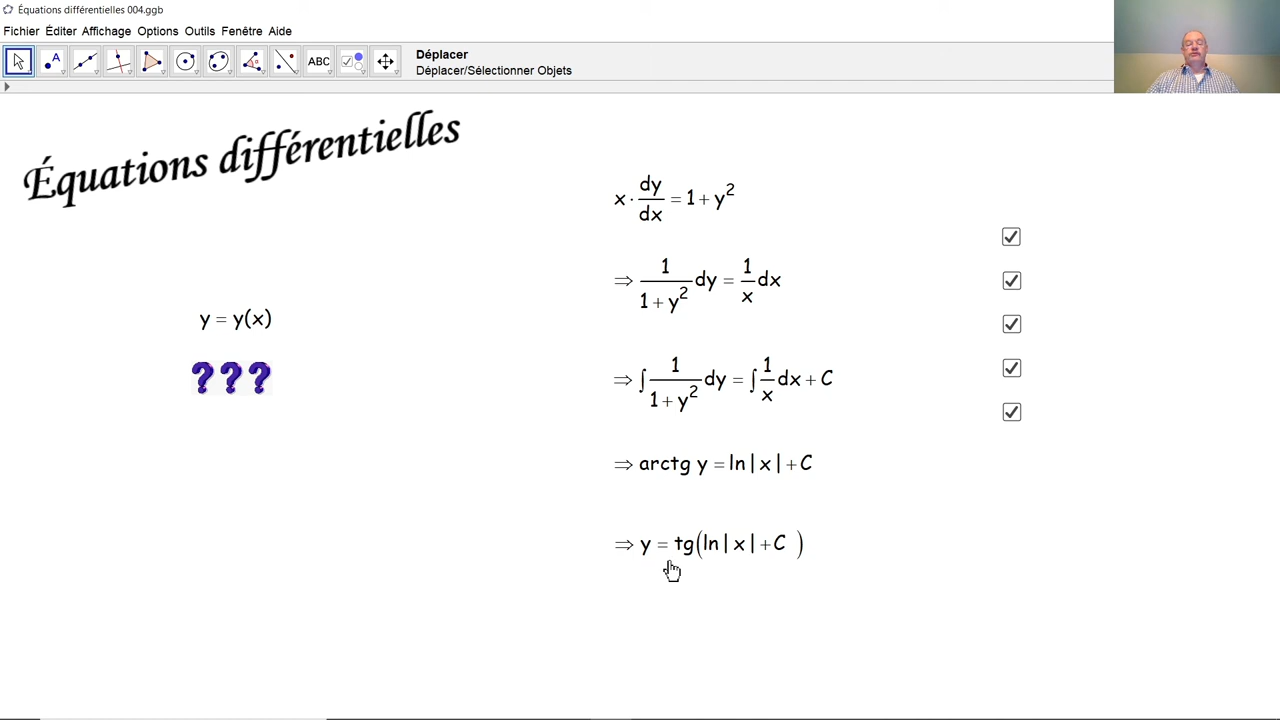 Équations différentielles 004.ggb
Fichier Éditer Affichage Options Outils Fenêtre Aide
A
ABC
Déplacer
Déplacer/Sélectionner Objets
Équations différentielles
x · dy/dx = 1 + y²
⇒ 1/(1 + y²) dy = 1/x dx
y = y(x)
???
⇒ ∫ 1/(1 + y²) dy = ∫ 1/x dx + C
⇒ arctg y = ln | x | + C
⇒ y = tg(ln | x | + C )